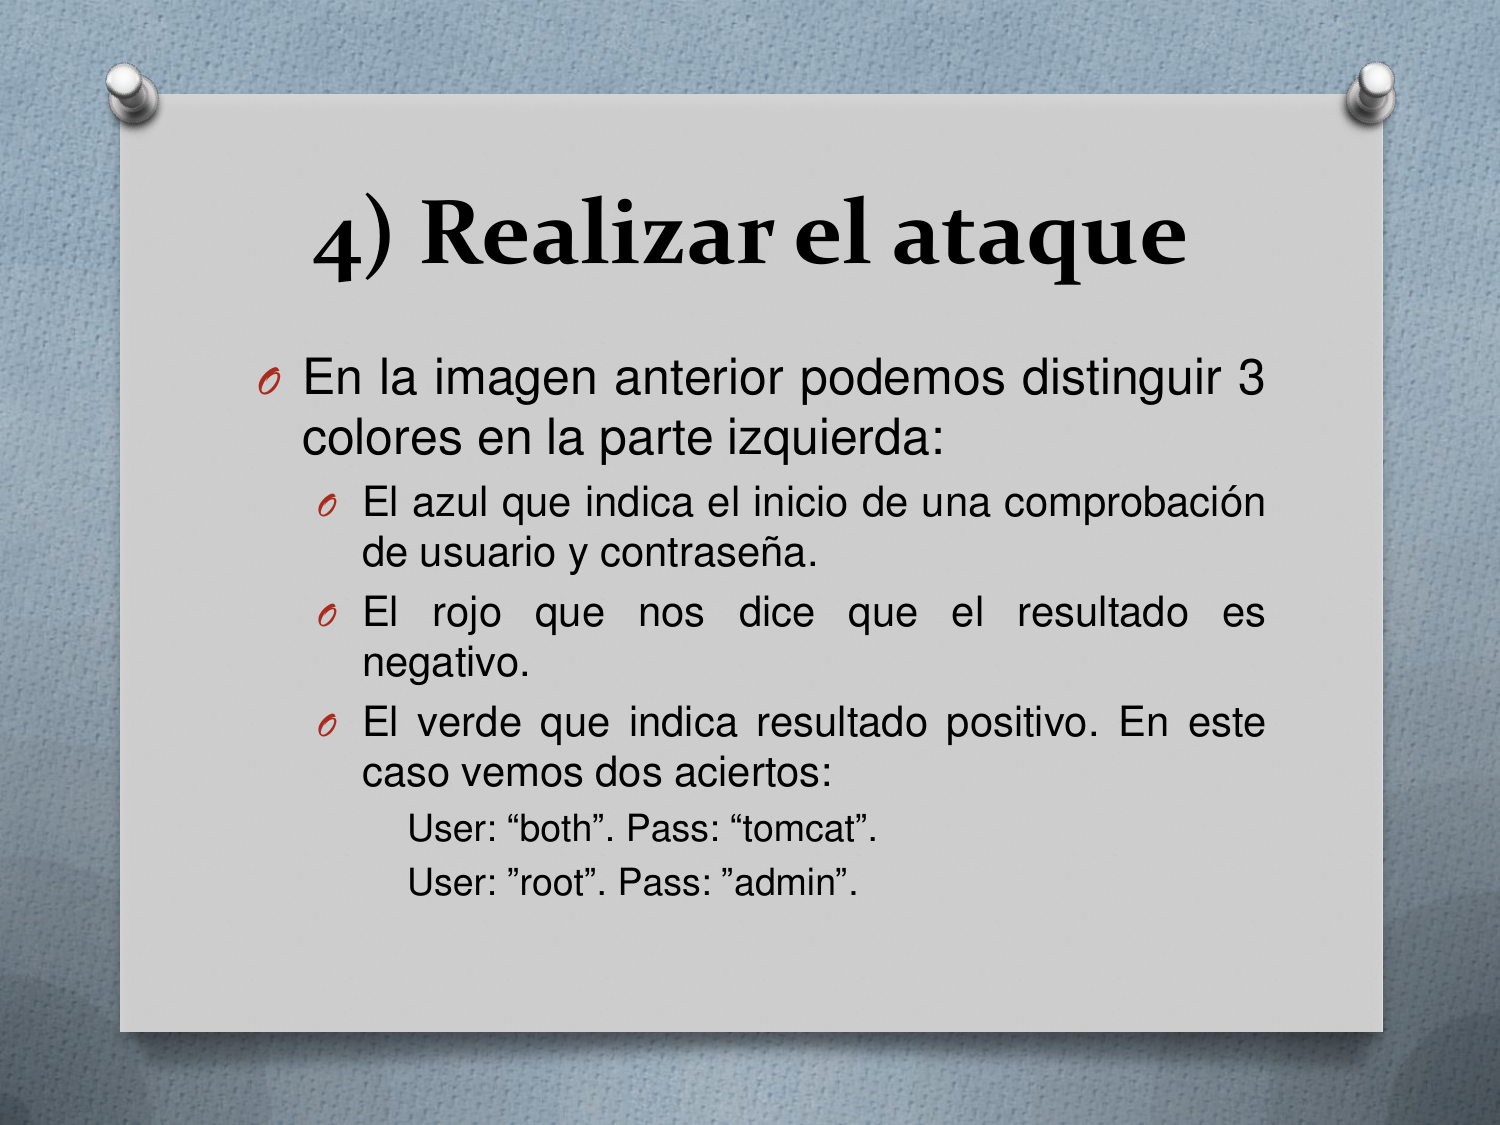 4) Realizar el ataque
En la imagen anterior podemos distinguir 3
colores en la parte izquierda:
El azul que indica el inicio de una comprobación
de usuario y contraseña.
El rojo que nos dice que el resultado es
negativo.
El verde que indica resultado positivo. En este
caso vemos dos aciertos:
User: “both”. Pass: “tomcat”.
User: ”root”. Pass: ”admin”.